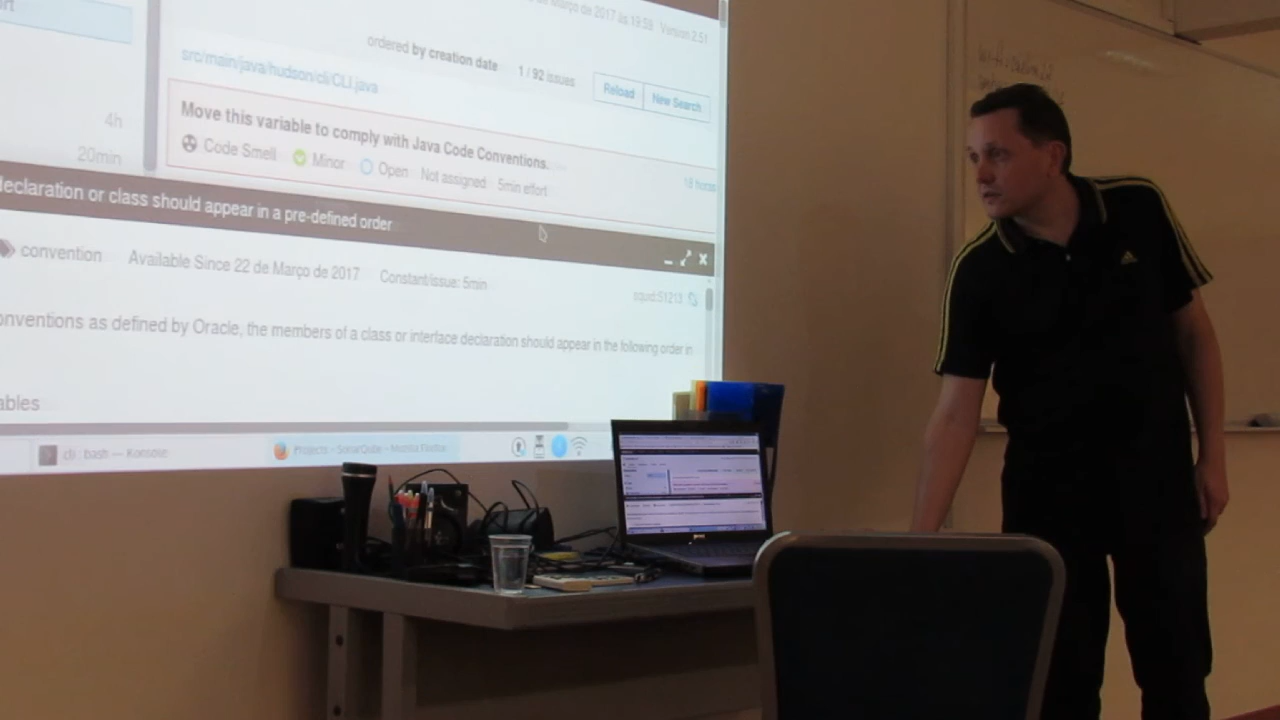 Março de 2017 às 19:59 Version 2.51
ordered by creation date 1 / 92 issues
Reload New Search
src/main/java/hudson/cli/CLI.java
Move this variable to comply with Java Code Conventions.
Code Smell Minor Open Not assigned 5min effort
4h
20min
declaration or class should appear in a pre-defined order
convention Available Since 22 de Março de 2017 Constant/issue: 5min
onventions as defined by Oracle, the members of a class or interface declaration should appear in the following order in
ables
bash — Konsole
Projects - SonarQube - Mozilla Firefox
adidas